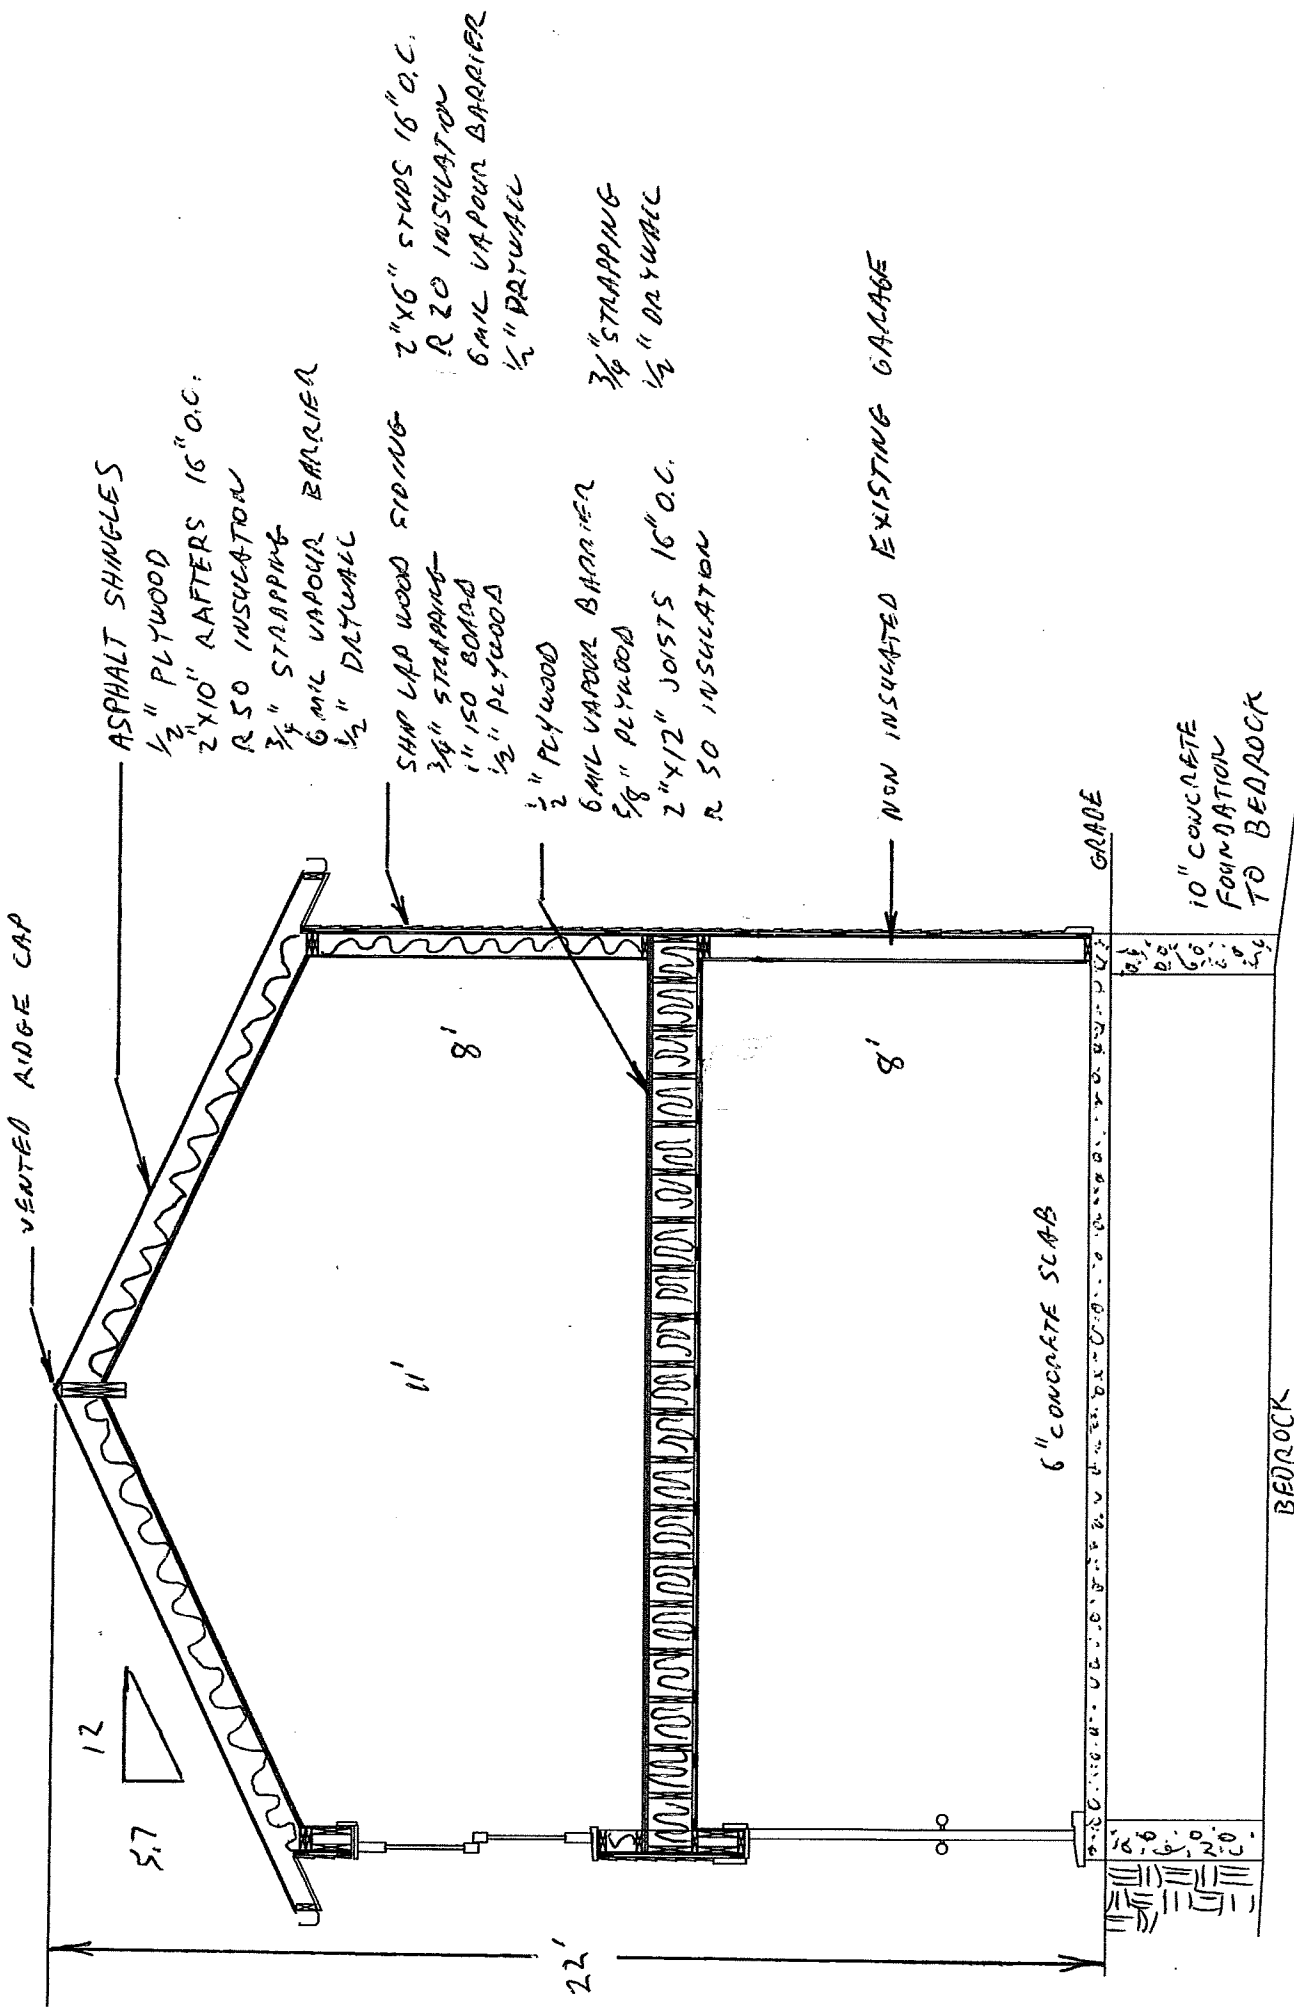 VENTED RIDGE CAP
ASPHALT SHINGLES
1/2" PLYWOOD
2"X10" RAFTERS 16" O.C.
R 50 INSULATION
3/4" STRAPPING
6 MIL VAPOUR BARRIER
1/2" DRYWALL
12
5.7
SHIP LAP WOOD SIDING
3/4" STRAPPING
1" ISO BOARD
1/2" PLYWOOD
2"X6" STUDS 16" O.C.
R 20 INSULATION
6 MIL VAPOUR BARRIER
1/2" DRYWALL
8'
11'
1/2" PLYWOOD
6 MIL VAPOUR BARRIER
5/8" PLYWOOD
2"X12" JOISTS 16" O.C.
R 50 INSULATION
3/4" STRAPPING
1/2" DRYWALL
22'
8'
NON INSULATED EXISTING GARAGE
6" CONCRETE SLAB
GRADE
10" CONCRETE
FOUNDATION
TO BEDROCK
BEDROCK